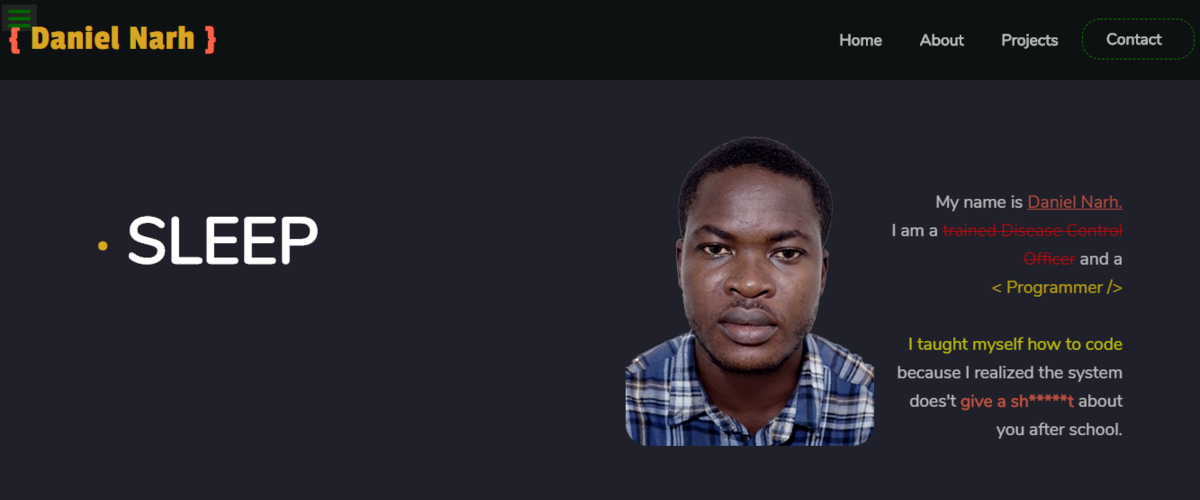 { Daniel Narh }
Home About Projects Contact
• SLEEP
My name is Daniel Narh.
I am a trained Disease Control
Officer and a
< Programmer />
I taught myself how to code
because I realized the system
does't give a sh*****t about
you after school.